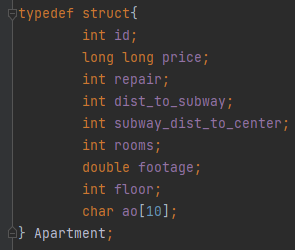 typedef struct{
int id;
long long price;
int repair;
int dist_to_subway;
int subway_dist_to_center;
int rooms;
double footage;
int floor;
char ao[10];
} Apartment;